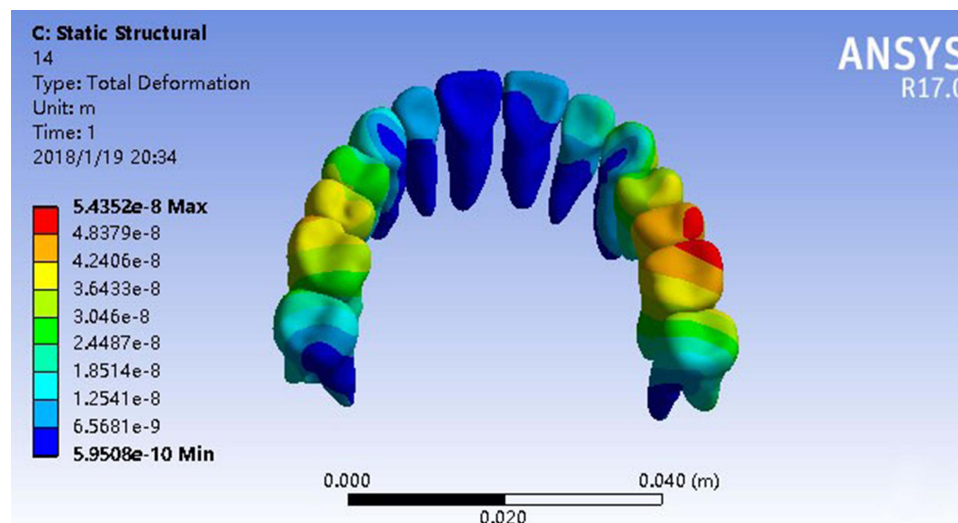 C: Static Structural
14
Type: Total Deformation
Unit: m
Time: 1
2018/1/19 20:34
ANSYS
R17.0
5.4352e-8 Max
4.8379e-8
4.2406e-8
3.6433e-8
3.046e-8
2.4487e-8
1.8514e-8
1.2541e-8
6.5681e-9
5.9508e-10 Min
0.000
0.040 (m)
0.020